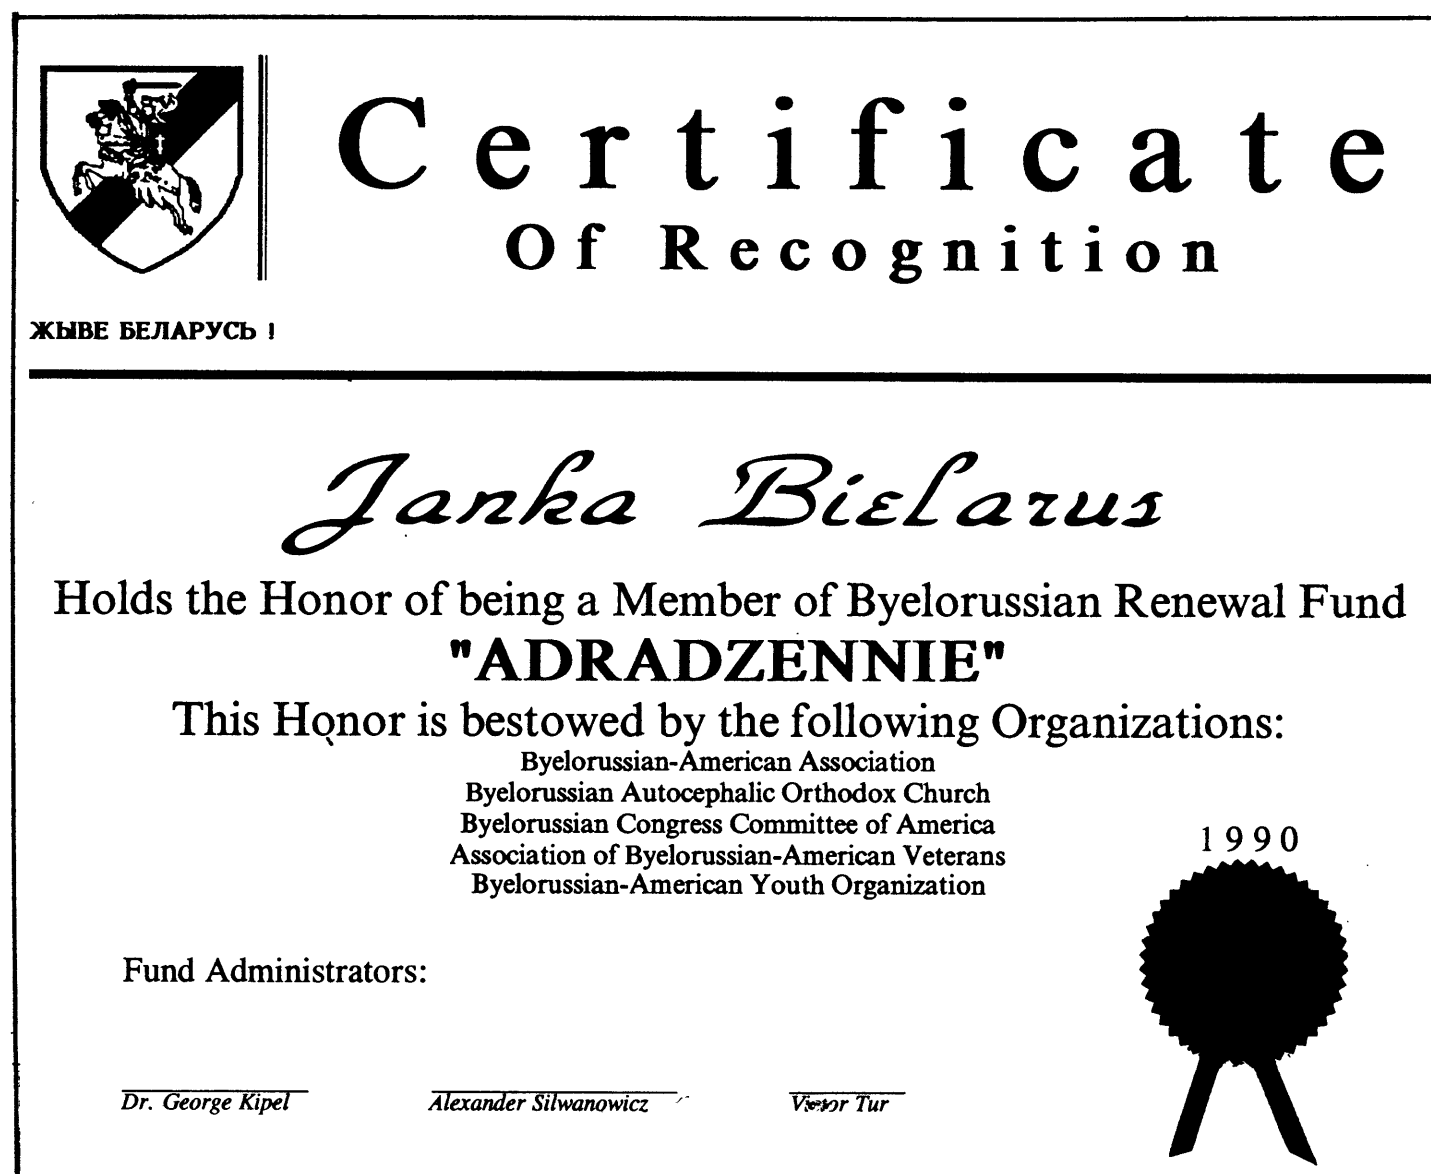 Certificate
Of Recognition
ЖЫВЕ БЕЛАРУСЬ !
Janka Bielarus
Holds the Honor of being a Member of Byelorussian Renewal Fund
"ADRADZENNIE"
This Honor is bestowed by the following Organizations:
Byelorussian-American Association
Byelorussian Autocephalic Orthodox Church
Byelorussian Congress Committee of America
Association of Byelorussian-American Veterans
Byelorussian-American Youth Organization
1990
Fund Administrators:
Dr. George Kipel
Alexander Silwanowicz
Victor Tur